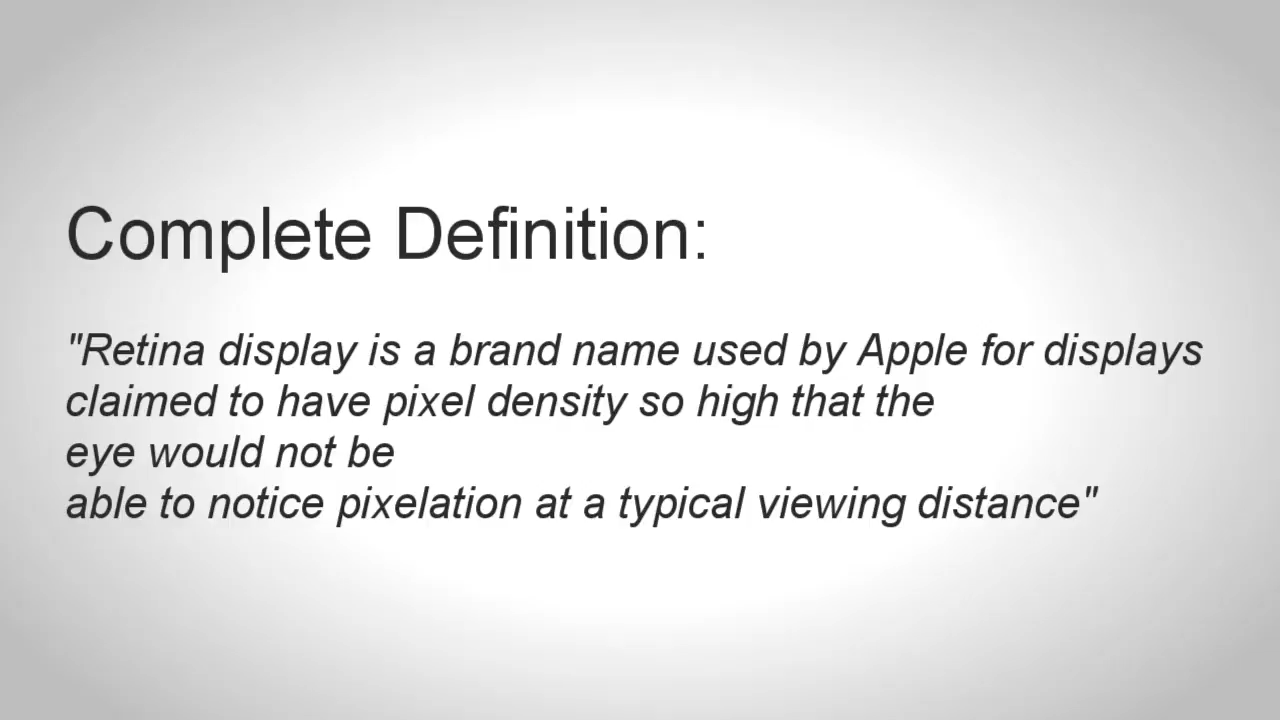 Complete Definition:
"Retina display is a brand name used by Apple for displays
claimed to have pixel density so high that the
eye would not be
able to notice pixelation at a typical viewing distance"